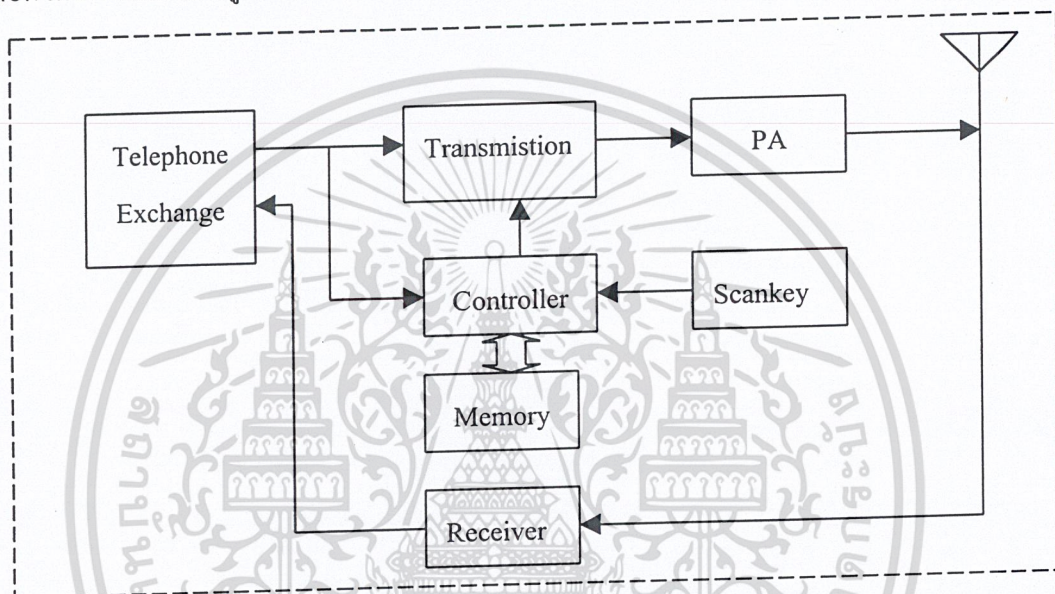 Telephone
Exchange
Transmistion
PA
Controller
Scankey
Memory
Receiver